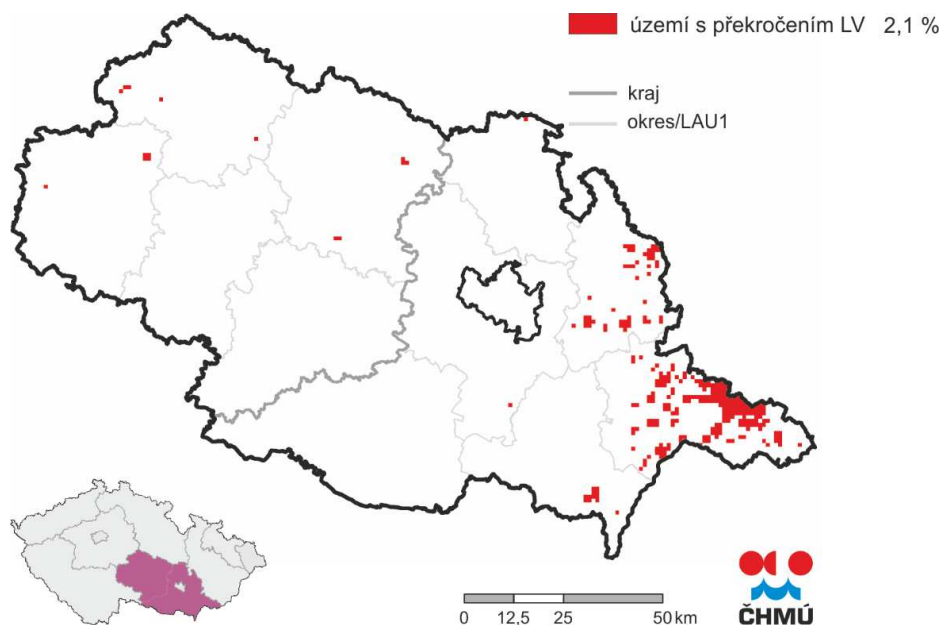 území s překročením LV 2,1 %
kraj
okres/LAU1
0 12,5 25 50 km
ČHMÚ